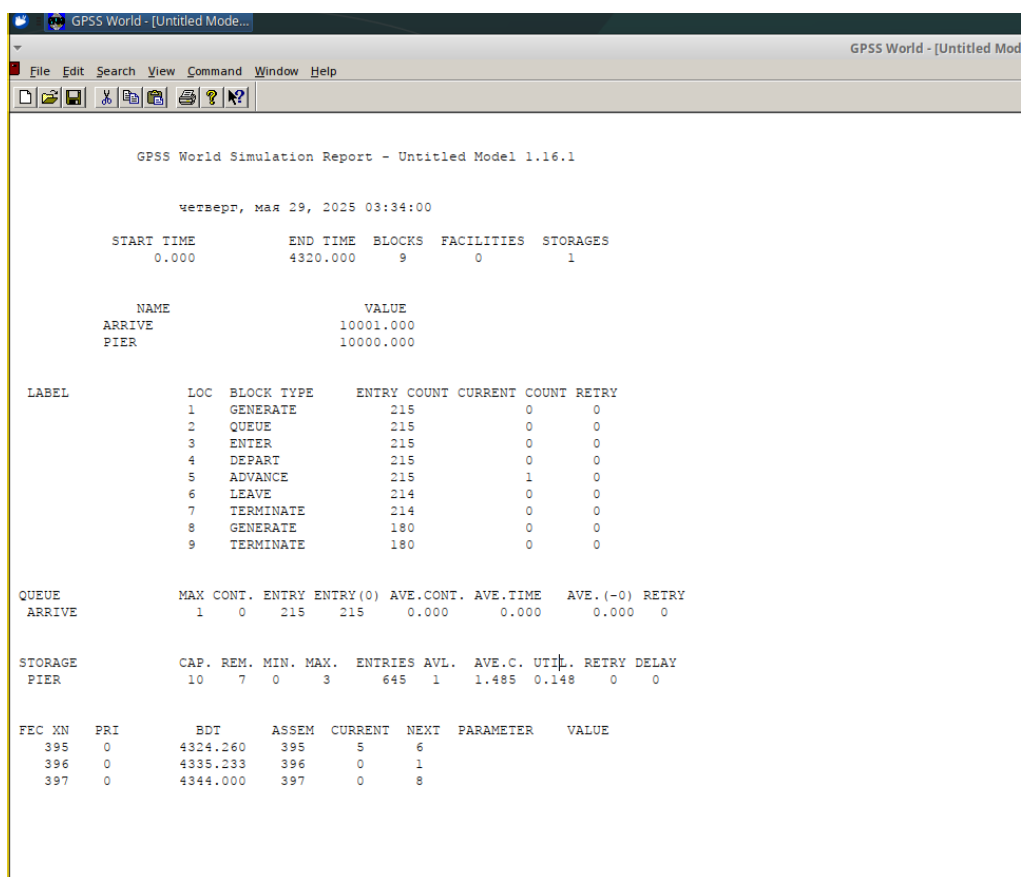 GPSS World - [Untitled Mode...
GPSS World - [Untitled Mod
File Edit Search View Command Window Help
GPSS World Simulation Report - Untitled Model 1.16.1
четверг, мая 29, 2025 03:34:00
START TIME END TIME BLOCKS FACILITIES STORAGES
0.000 4320.000 9 0 1
NAME VALUE
ARRIVE 10001.000
PIER 10000.000
LABEL LOC BLOCK TYPE ENTRY COUNT CURRENT COUNT RETRY
1 GENERATE 215 0 0
2 QUEUE 215 0 0
3 ENTER 215 0 0
4 DEPART 215 0 0
5 ADVANCE 215 1 0
6 LEAVE 214 0 0
7 TERMINATE 214 0 0
8 GENERATE 180 0 0
9 TERMINATE 180 0 0
QUEUE MAX CONT. ENTRY ENTRY(0) AVE.CONT. AVE.TIME AVE.(-0) RETRY
ARRIVE 1 0 215 215 0.000 0.000 0.000 0
STORAGE CAP. REM. MIN. MAX. ENTRIES AVL. AVE.C. UTIL. RETRY DELAY
PIER 10 7 0 3 645 1 1.485 0.148 0 0
FEC XN PRI BDT ASSEM CURRENT NEXT PARAMETER VALUE
395 0 4324.260 395 5 6
396 0 4335.233 396 0 1
397 0 4344.000 397 0 8